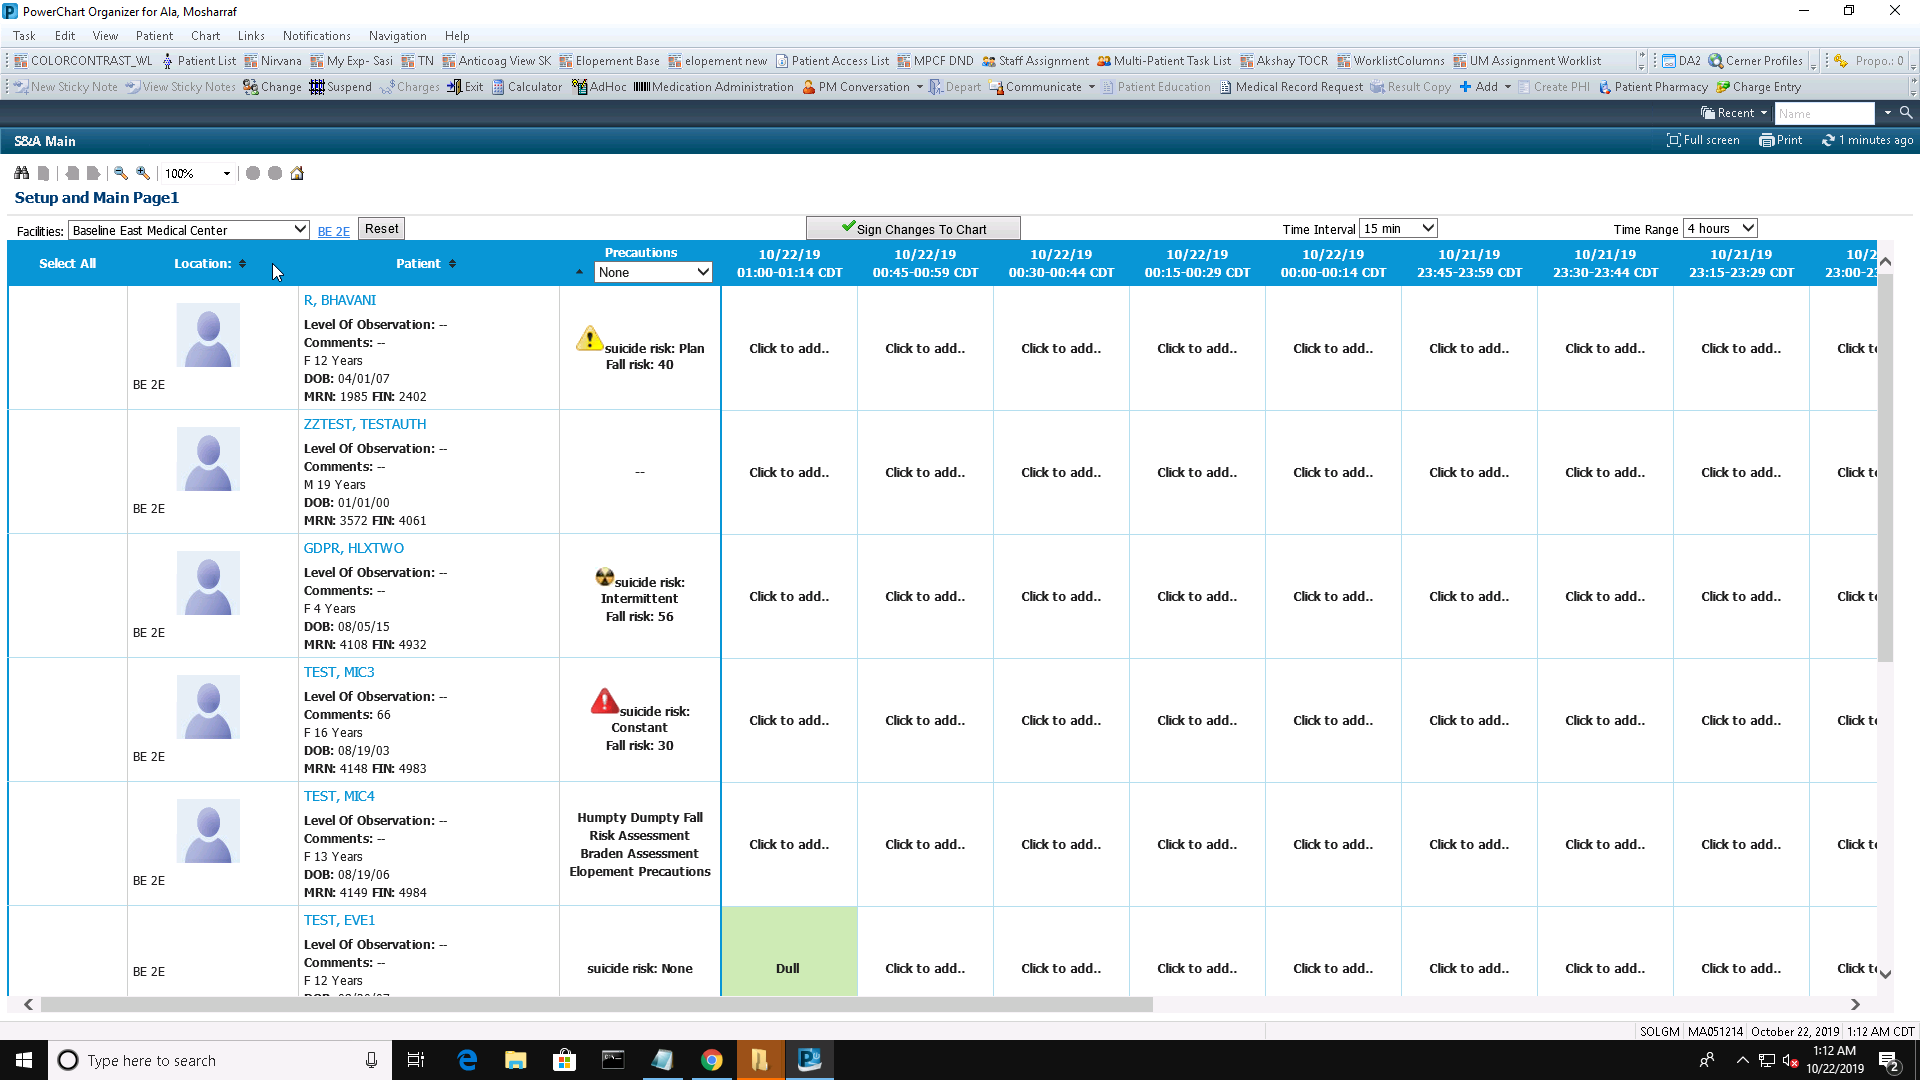 PowerChart Organizer for Ala, Mosharraf
Task Edit View Patient Chart Links Notifications Navigation Help
COLORCONTRAST_WL Patient List Nirvana My Exp- Sasi TN Anticoag View SK Elopement Base elopement new Patient Access List MPCF DND Staff Assignment Multi-Patient Task List Akshay TOCR WorklistColumns UM Assignment Worklist DA2 Cerner Profiles Propo.: 0
New Sticky Note View Sticky Notes Change Suspend Charges Exit Calculator AdHoc Medication Administration PM Conversation Depart Communicate Patient Education Medical Record Request Result Copy Add Create PHI Patient Pharmacy Charge Entry
Recent Name
S&A Main Full screen Print 1 minutes ago
100%
Setup and Main Page1
Facilities: Baseline East Medical Center BE 2E Reset Sign Changes To Chart Time Interval 15 min Time Range 4 hours
Select All Location: Patient Precautions None
10/22/19 10/22/19 10/22/19 10/22/19 10/22/19 10/21/19 10/21/19 10/21/19 10/2
01:00-01:14 CDT 00:45-00:59 CDT 00:30-00:44 CDT 00:15-00:29 CDT 00:00-00:14 CDT 23:45-23:59 CDT 23:30-23:44 CDT 23:15-23:29 CDT 23:00-2
R, BHAVANI
Level Of Observation: --
Comments: --
F 12 Years
DOB: 04/01/07
MRN: 1985 FIN: 2402
BE 2E
suicide risk: Plan
Fall risk: 40
Click to add.. Click to add.. Click to add.. Click to add.. Click to add.. Click to add.. Click to add.. Click to add.. Click t
ZZTEST, TESTAUTH
Level Of Observation: --
Comments: --
M 19 Years
DOB: 01/01/00
MRN: 3572 FIN: 4061
BE 2E
--
Click to add.. Click to add.. Click to add.. Click to add.. Click to add.. Click to add.. Click to add.. Click to add.. Click t
GDPR, HLXTWO
Level Of Observation: --
Comments: --
F 4 Years
DOB: 08/05/15
MRN: 4108 FIN: 4932
BE 2E
suicide risk:
Intermittent
Fall risk: 56
Click to add.. Click to add.. Click to add.. Click to add.. Click to add.. Click to add.. Click to add.. Click to add.. Click t
TEST, MIC3
Level Of Observation: --
Comments: 66
F 16 Years
DOB: 08/19/03
MRN: 4148 FIN: 4983
BE 2E
suicide risk:
Constant
Fall risk: 30
Click to add.. Click to add.. Click to add.. Click to add.. Click to add.. Click to add.. Click to add.. Click to add.. Click t
TEST, MIC4
Level Of Observation: --
Comments: --
F 13 Years
DOB: 08/19/06
MRN: 4149 FIN: 4984
BE 2E
Humpty Dumpty Fall
Risk Assessment
Braden Assessment
Elopement Precautions
Click to add.. Click to add.. Click to add.. Click to add.. Click to add.. Click to add.. Click to add.. Click to add.. Click t
TEST, EVE1
Level Of Observation: --
Comments: --
F 12 Years
BE 2E
suicide risk: None
Dull Click to add.. Click to add.. Click to add.. Click to add.. Click to add.. Click to add.. Click to add.. Click t
SOLGM MA051214 October 22, 2019 1:12 AM CDT
Type here to search
1:12 AM
10/22/2019
2